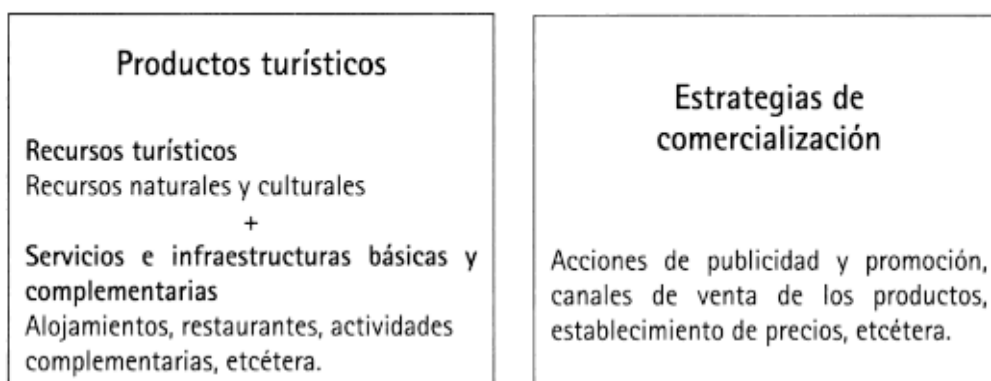 Productos turísticos
Recursos turísticos
Recursos naturales y culturales
+
Servicios e infraestructuras básicas y
complementarias
Alojamientos, restaurantes, actividades
complementarias, etcétera.
Estrategias de
comercialización
Acciones de publicidad y promoción,
canales de venta de los productos,
establecimiento de precios, etcétera.